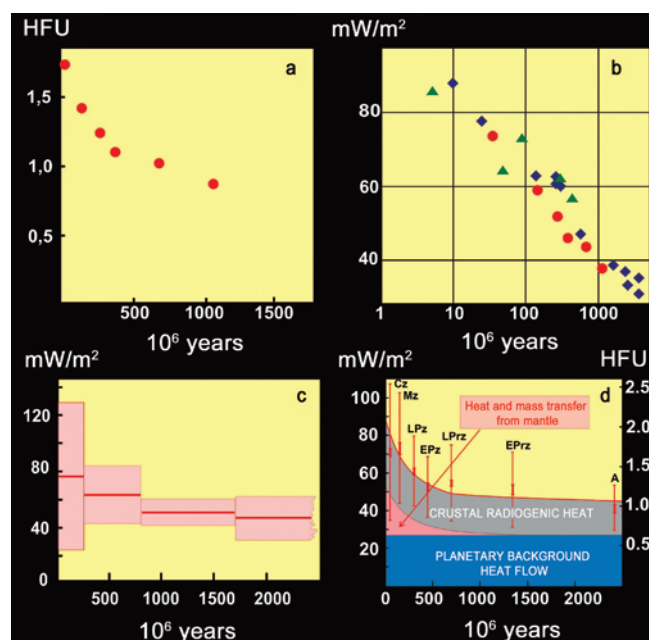 HFU
a
1,5
1,0
0,5
500
1000
1500
10⁶ years
mW/m²
b
80
60
40
1
10
100
1000
10⁶ years
mW/m²
c
120
80
40
0
500
1000
1500
2000
10⁶ years
mW/m²
HFU
d
100
80
60
40
20
2.5
2.0
1.5
1.0
0.5
Cz
Mz
LPz
EPz
LPrz
EPrz
A
Heat and mass transfer
from mantle
CRUSTAL RADIOGENIC HEAT
PLANETARY BACKGROUND
HEAT FLOW
0
500
1000
1500
2000
10⁶ years